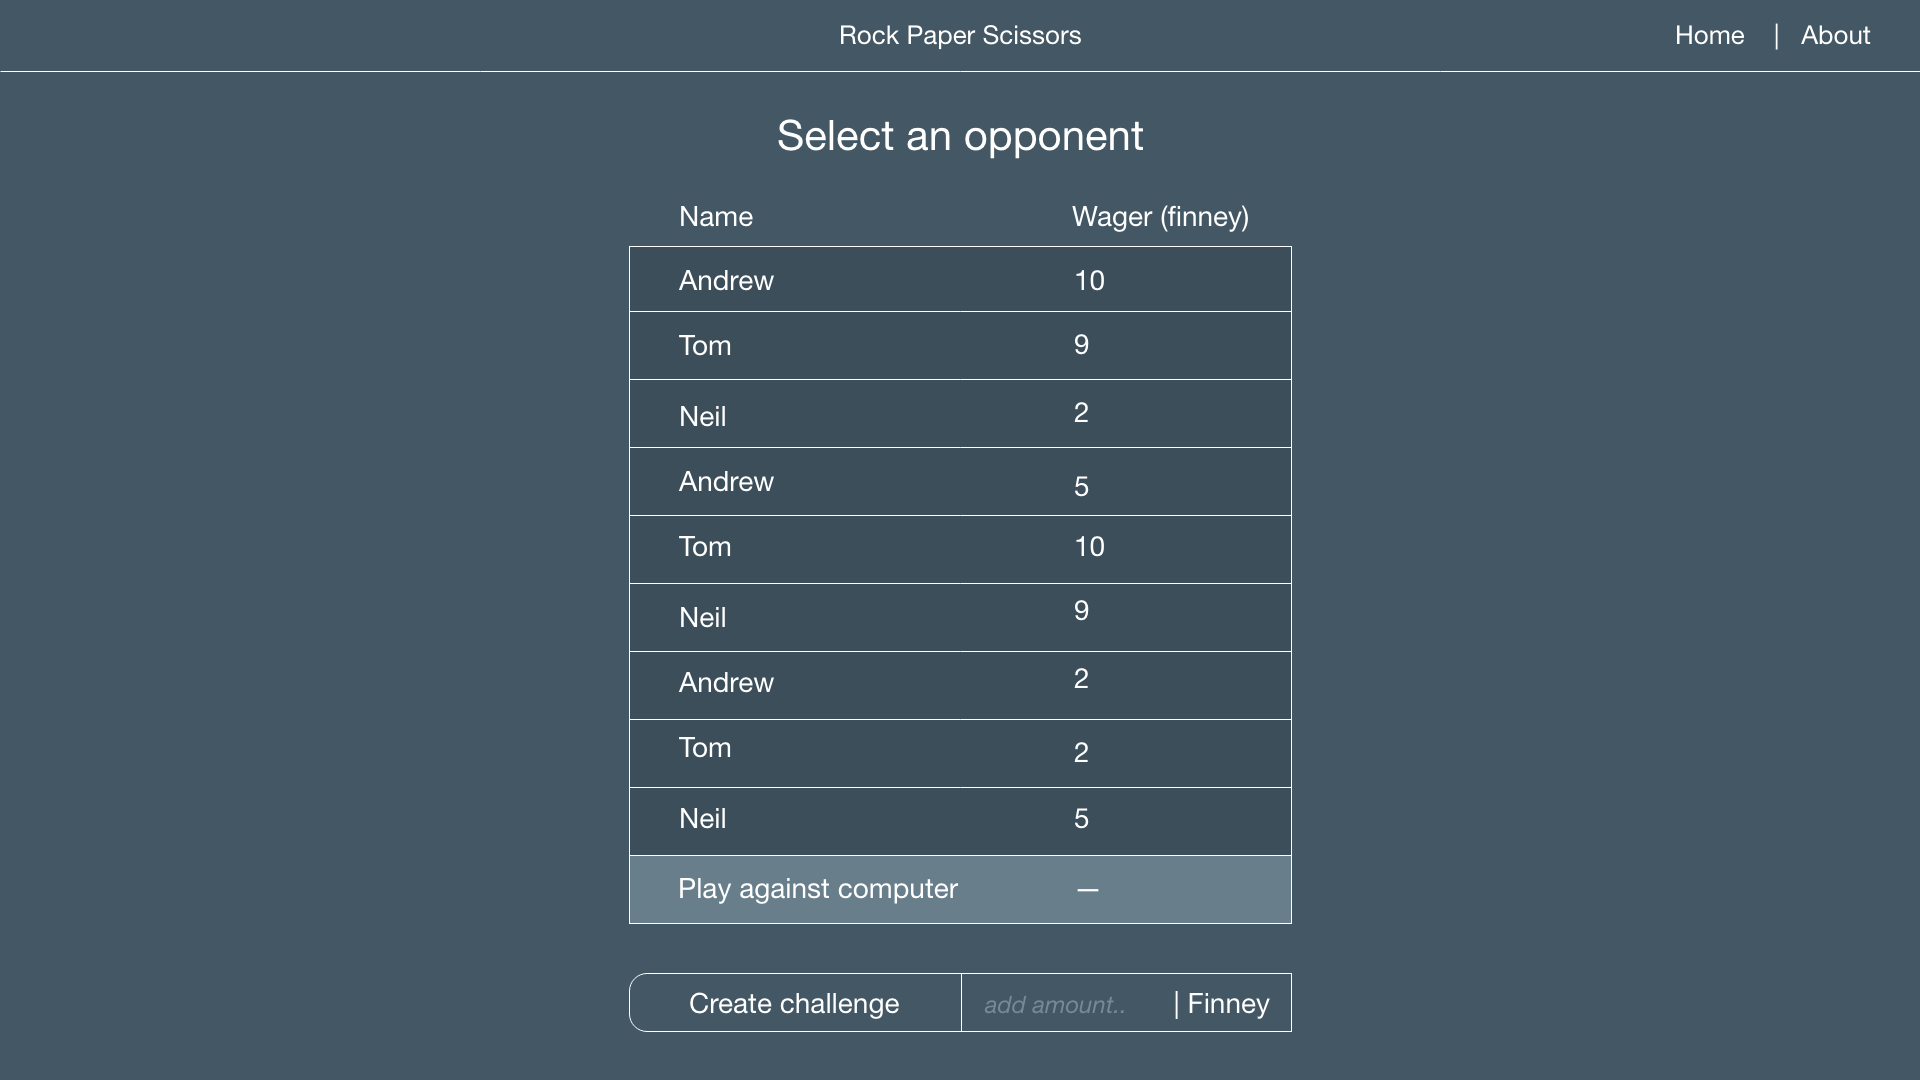 Rock Paper Scissors
Home | About
Select an opponent
Name Wager (finney)
Andrew 10
Tom 9
Neil 2
Andrew 5
Tom 10
Neil 9
Andrew 2
Tom 2
Neil 5
Play against computer —
Create challenge add amount.. | Finney